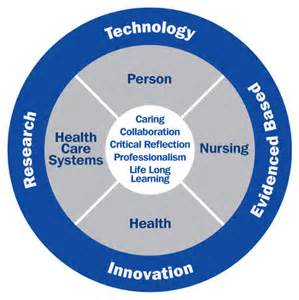 Technology
Person
Research
Health
Care
Systems
Caring
Collaboration
Critical Reflection
Professionalism
Life Long
Learning
Nursing
Evidenced Based
Health
Innovation